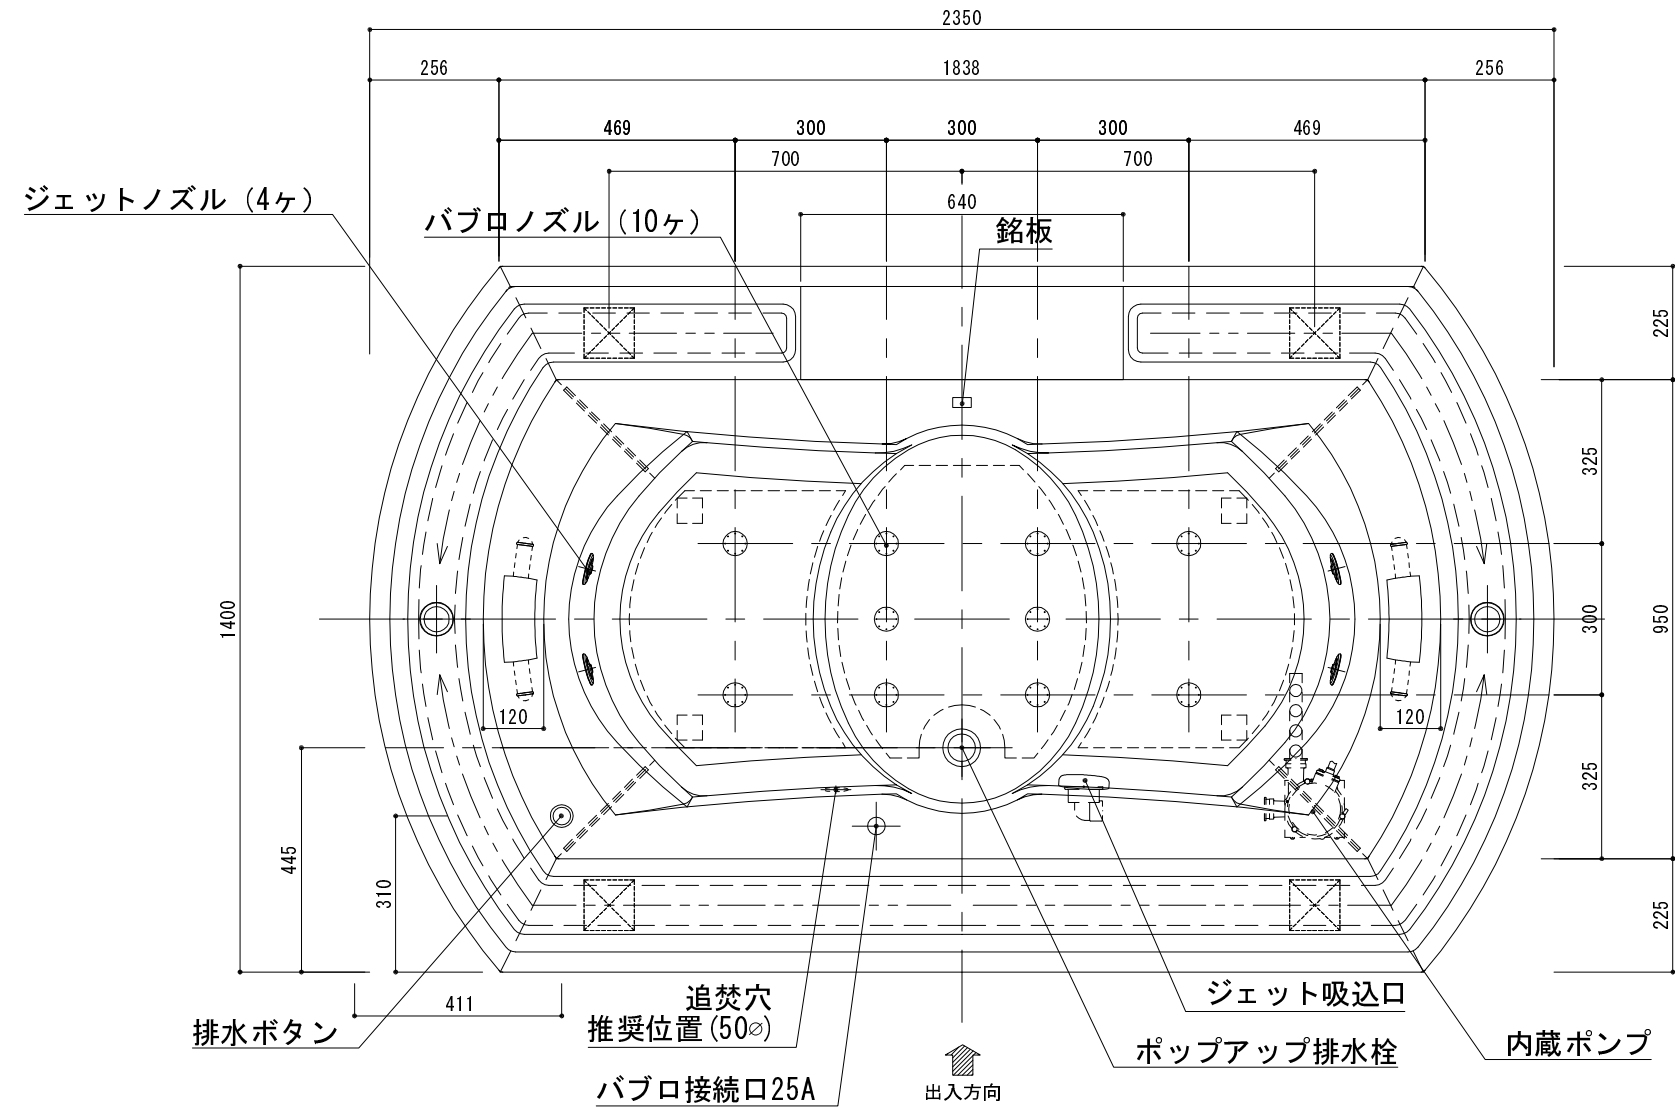 2350
256
1838
256
469
300
300
300
469
700
700
ジェットノズル（4ヶ）
バブロノズル（10ヶ）
640
銘板
225
325
1400
300
950
120
120
325
445
310
225
411
追焚穴
推奨位置(50⌀)
排水ボタン
ジェット吸込口
ポップアップ排水栓
内蔵ポンプ
バブロ接続口25A
出入方向